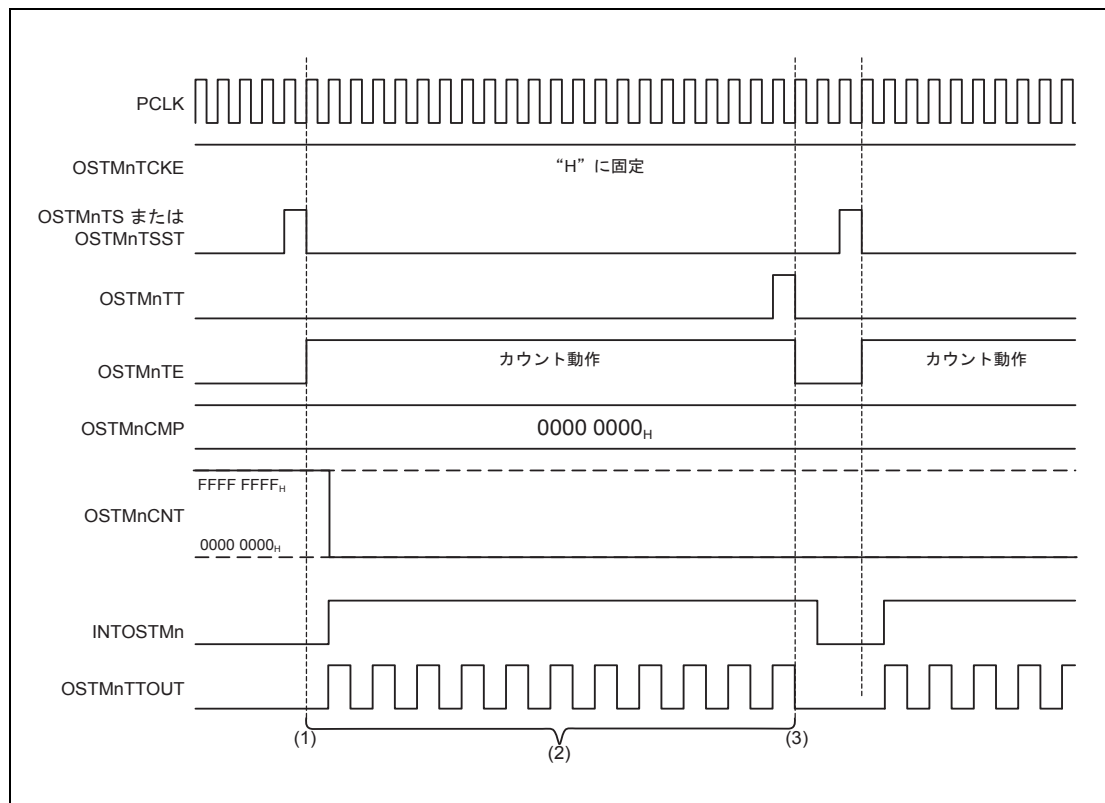 PCLK
OSTMnTCKE
“H”に固定
OSTMnTS または
OSTMnTSST
OSTMnTT
OSTMnTE
カウント動作
カウント動作
OSTMnCMP
0000 0000H
FFFF FFFFH
OSTMnCNT
0000 0000H
INTOSTMn
OSTMnTTOUT
(1)
(2)
(3)